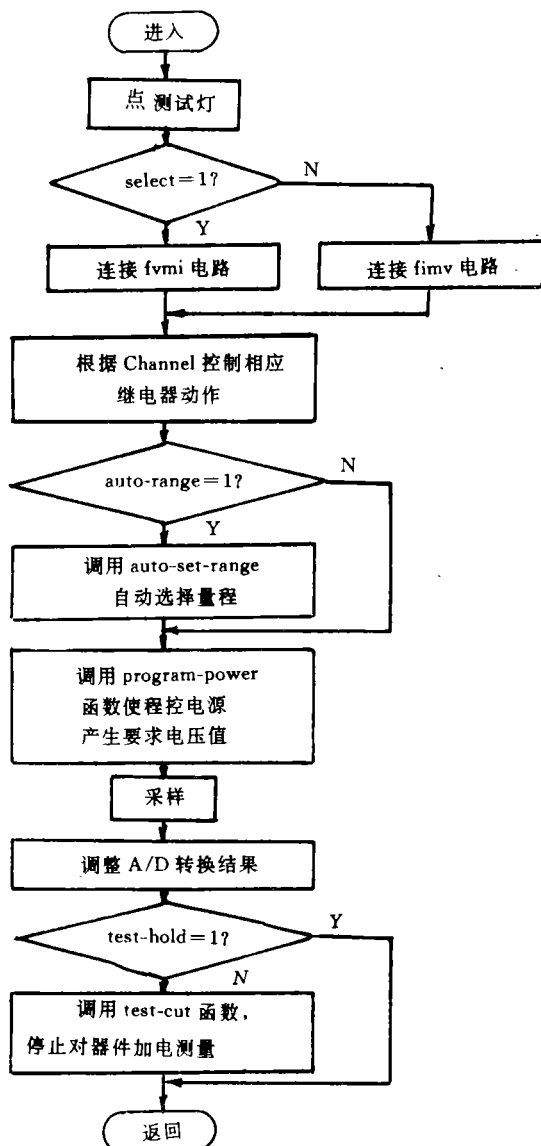 进入
点 测试灯
select=1?
N
Y
连接 fvmi 电路
连接 fimv 电路
根据 Channel 控制相应
继电器动作
auto-range=1?
N
Y
调用 auto-set-range
自动选择量程
调用 program-power
函数使程控电源
产生要求电压值
采样
调整 A/D 转换结果
test-hold=1?
Y
N
调用 test-cut 函数,
停止对器件加电测量
返回